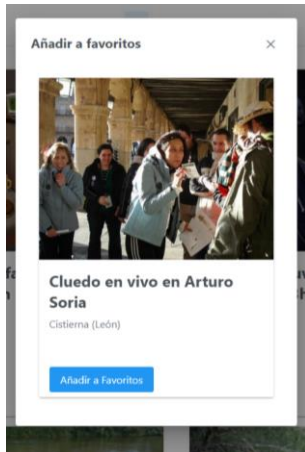 Añadir a favoritos
Cluedo en vivo en Arturo
Soria
Cistierna (León)
Añadir a Favoritos